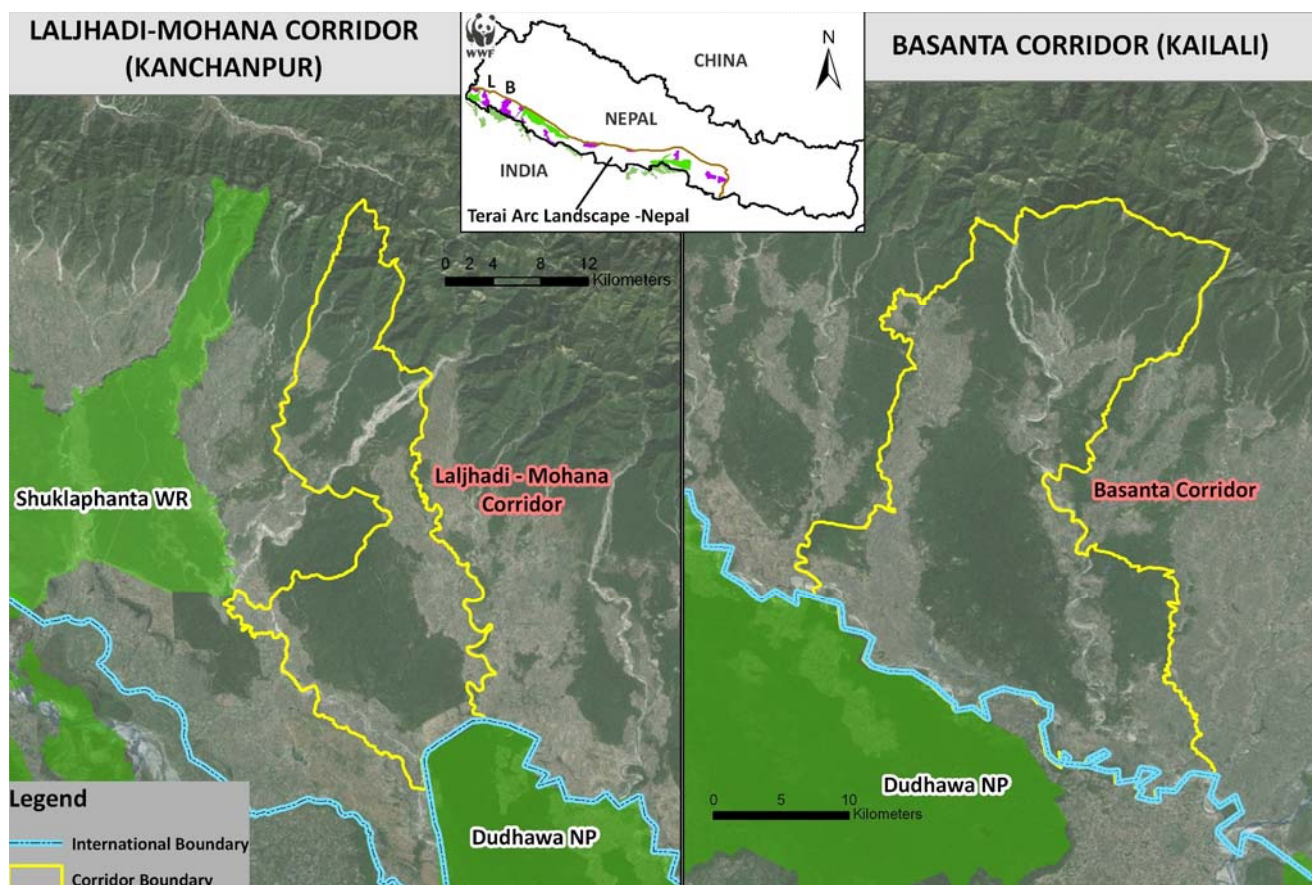 LALJHADI-MOHANA CORRIDOR
(KANCHANPUR)
WWF
L B
CHINA
N
NEPAL
INDIA
Terai Arc Landscape -Nepal
BASANTA CORRIDOR (KAILALI)
0 2 4 8 12
Kilometers
Shuklaphanta WR
Laljhadi - Mohana
Corridor
Dudhawa NP
Legend
International Boundary
Corridor Boundary
Basanta Corridor
Dudhawa NP
0 5 10
Kilometers